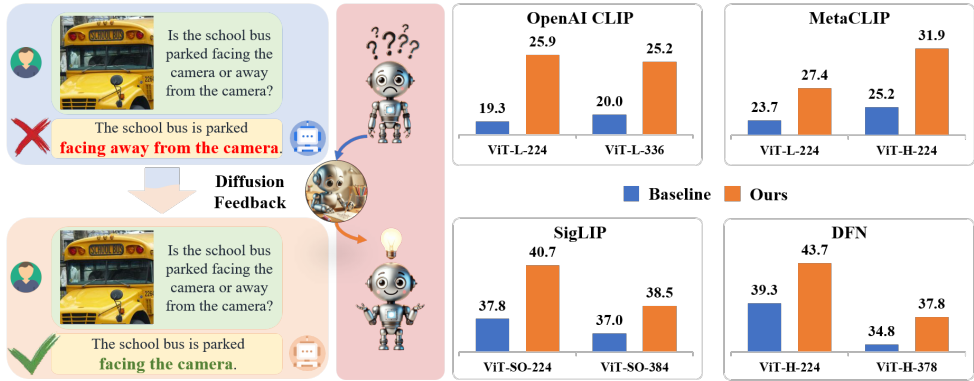 Is the school bus
parked facing the
camera or away
from the camera?
The school bus is parked
facing away from the camera.
Diffusion
Feedback
Is the school bus
parked facing the
camera or away
from the camera?
The school bus is parked
facing the camera.
SCHOOL BUS
SCHOOL BUS
? ? ? ? ?
OpenAI CLIP
19.3 25.9 20.0 25.2
ViT-L-224 ViT-L-336
MetaCLIP
23.7 27.4 25.2 31.9
ViT-L-224 ViT-H-224
Baseline Ours
SigLIP
37.8 40.7 37.0 38.5
ViT-SO-224 ViT-SO-384
DFN
39.3 43.7 34.8 37.8
ViT-H-224 ViT-H-378